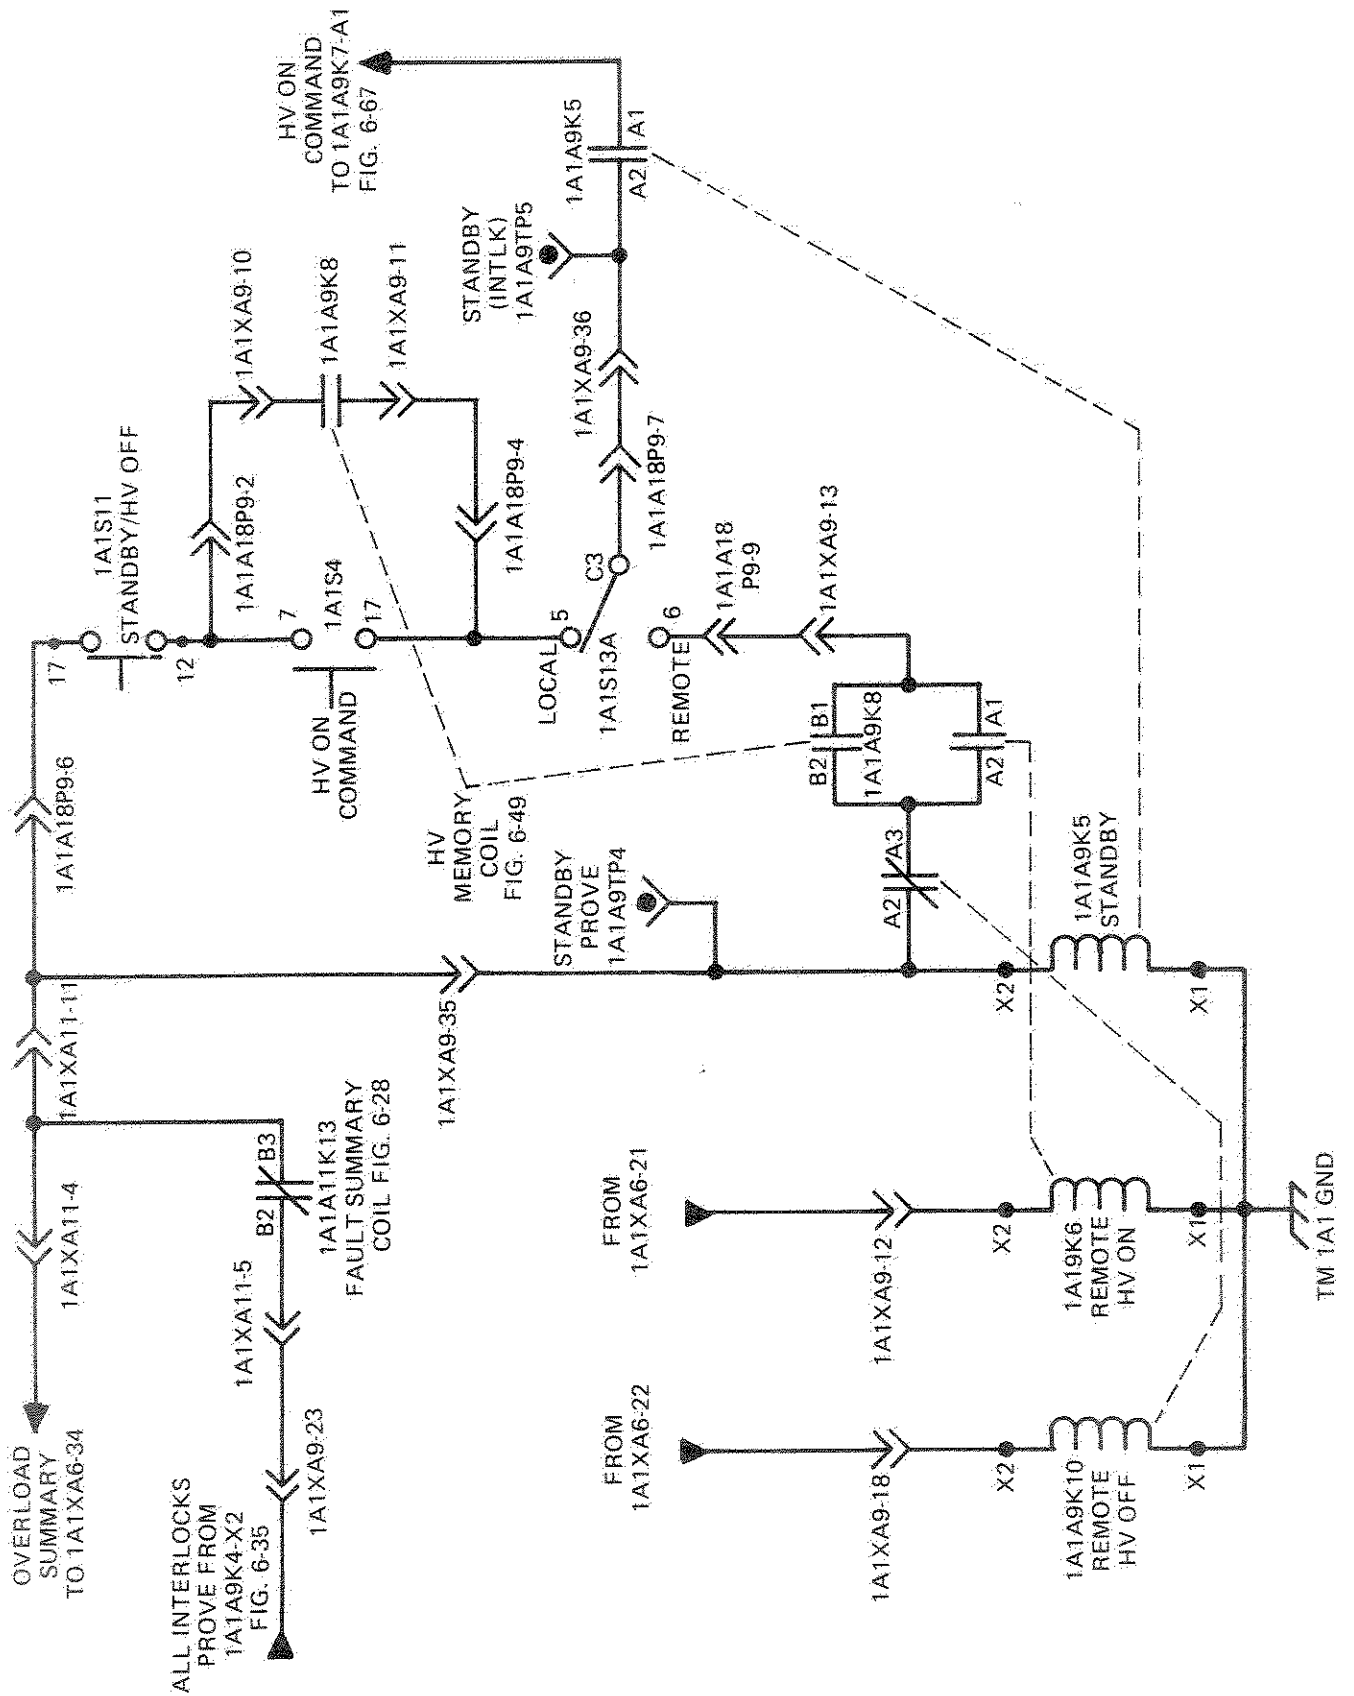 OVERLOAD
SUMMARY
TO 1A1XA6-34
1A1XA11-4
1A1XA11-11
1A1A18P9-6
17
12
1A1S11
STANDBY/HV OFF
1A1A18P9-2
1A1XA9-10
1A1A9K8
1A1XA9-11
1A1A18P9-4
7
1A1S4
17
HV ON
COMMAND
HV ON
COMMAND
TO 1A1A9K7-A1
FIG. 6-67
1A1A9K5
A2
A1
STANDBY
(INTLK)
1A1A9TP5
1A1XA9-36
1A1A18P9-7
C3
LOCAL
5
1A1S13A
6
REMOTE
1A1A18
P9-9
1A1XA9-13
HV
MEMORY
COIL
FIG. 6-49
B2
B1
1A1A9K8
A2
A1
A2
A3
STANDBY
PROVE
1A1A9TP4
1A1XA9-35
X2
1A1A9K5
STANDBY
X1
ALL INTERLOCKS
PROVE FROM
1A1A9K4-X2
FIG. 6-35
1A1XA9-23
1A1XA11-5
B2
B3
1A1A11K13
FAULT SUMMARY
COIL FIG. 6-28
FROM
1A1XA6-21
1A1XA9-12
X2
1A19K6
REMOTE
HV ON
X1
FROM
1A1XA6-22
1A1XA9-18
X2
1A1A9K10
REMOTE
HV OFF
X1
TM 1A1 GND